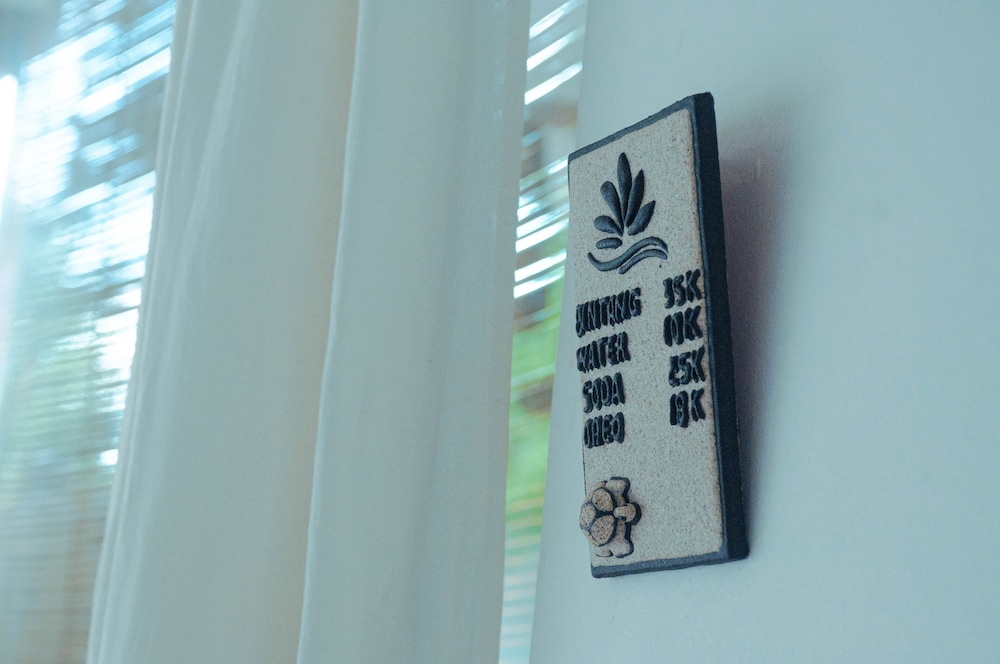 BINTANG 35K
WATER 10K
SODA 25K
OREO 18K